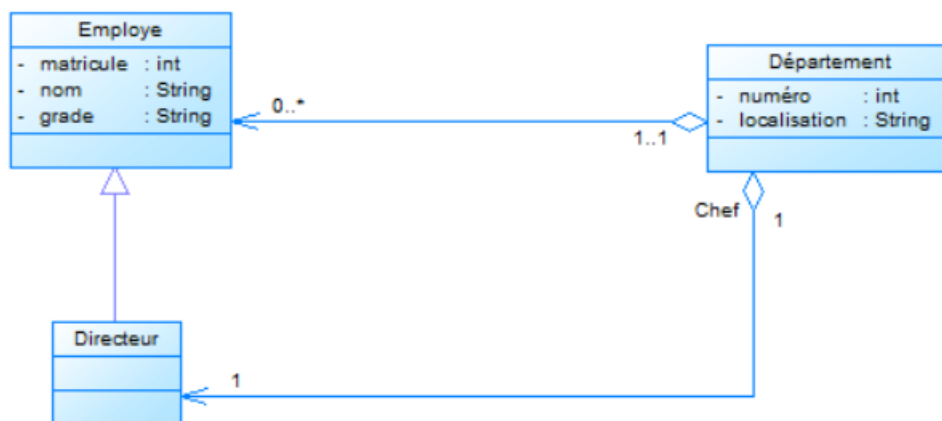 Employe
- matricule : int
- nom : String
- grade : String
0..*
1..1
Département
- numéro : int
- localisation : String
Chef
1
Directeur
1